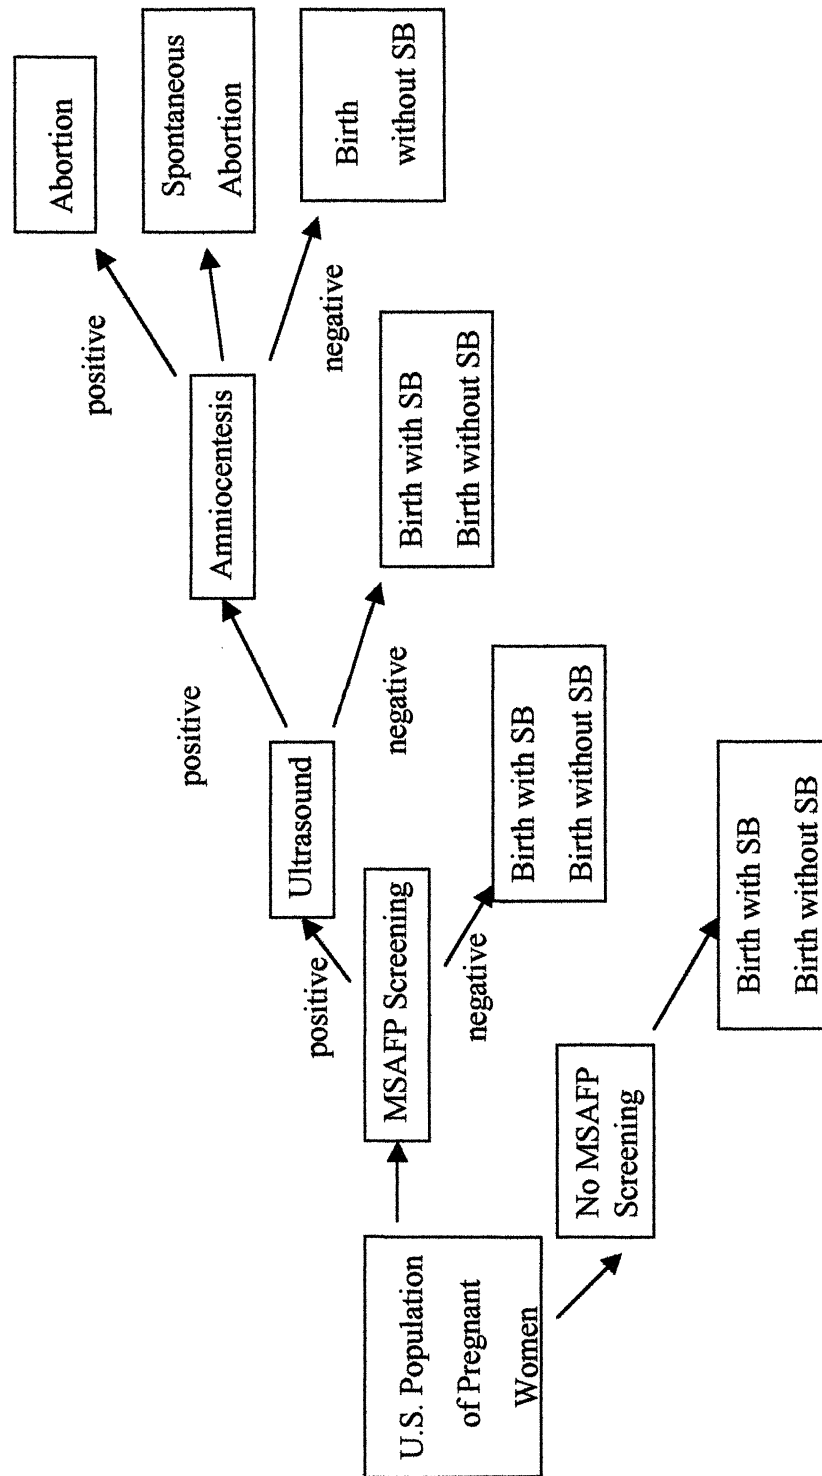 U.S. Population
of Pregnant
Women
MSAFP Screening
No MSAFP
Screening
positive
negative
Ultrasound
Birth with SB
Birth without SB
Birth with SB
Birth without SB
positive
negative
Amniocentesis
Birth with SB
Birth without SB
positive
negative
Abortion
Spontaneous
Abortion
Birth
without SB